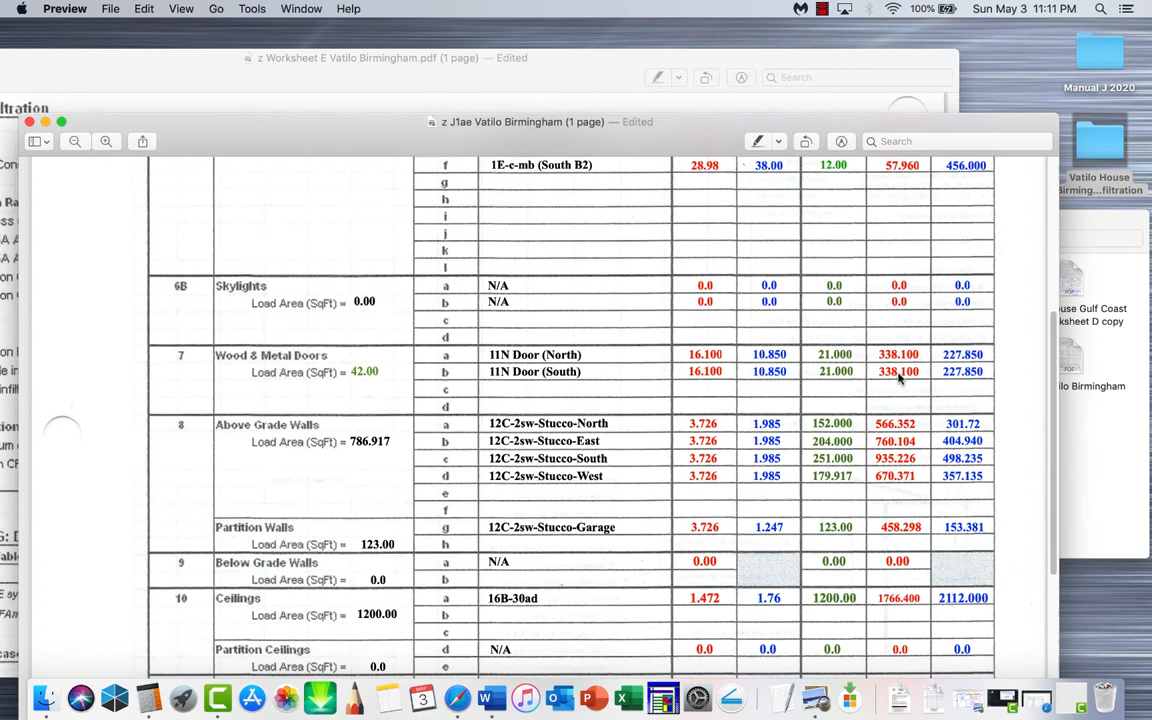 Preview File Edit View Go Tools Window Help 100% Sun May 3 11:11 PM
z Worksheet E Vatilo Birmingham.pdf (1 page) — Edited
Search
Manual J 2020
z J1ae Vatilo Birmingham (1 page) — Edited
Search
Vatilo House
Birming...filtration
f 1E-c-mb (South B2) 28.98 38.00 12.00 57.960 456.000
g
h
i
j
k
l
6B Skylights a N/A 0.0 0.0 0.0 0.0 0.0
Load Area (SqFt) = 0.00 b N/A 0.0 0.0 0.0 0.0 0.0
c
d
7 Wood & Metal Doors a 11N Door (North) 16.100 10.850 21.000 338.100 227.850
Load Area (SqFt) = 42.00 b 11N Door (South) 16.100 10.850 21.000 338.100 227.850
c
d
8 Above Grade Walls a 12C-2sw-Stucco-North 3.726 1.985 152.000 566.352 301.72
Load Area (SqFt) = 786.917 b 12C-2sw-Stucco-East 3.726 1.985 204.000 760.104 404.940
c 12C-2sw-Stucco-South 3.726 1.985 251.000 935.226 498.235
d 12C-2sw-Stucco-West 3.726 1.985 179.917 670.371 357.135
e
f
Partition Walls g 12C-2sw-Stucco-Garage 3.726 1.247 123.00 458.298 153.381
Load Area (SqFt) = 123.00 h
9 Below Grade Walls a N/A 0.00 0.00 0.00
Load Area (SqFt) = 0.0 b
10 Ceilings a 16B-30ad 1.472 1.76 1200.00 1766.400 2112.000
Load Area (SqFt) = 1200.00 b
c
Partition Ceilings d N/A 0.0 0.0 0.0 0.0 0.0
Load Area (SqFt) = 0.0 e
use Gulf Coast
ksheet D copy
ilo Birmingham